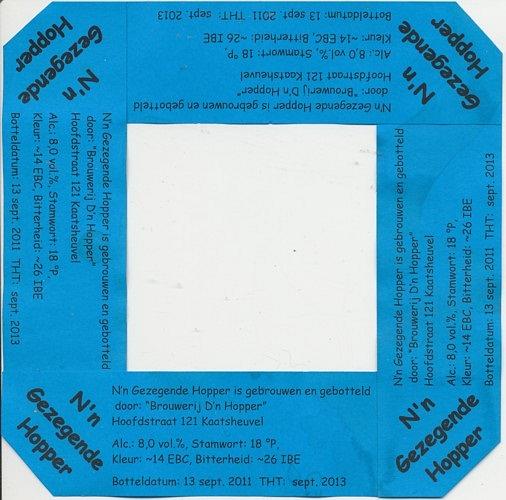 N'n
Gezegende
Hopper
N'n Gezegende Hopper is gebrouwen en gebotteld
door: "Brouwerij D'n Hopper"
Hoofdstraat 121 Kaatsheuvel
Alc.: 8,0 vol.%, Stamwort: 18 °P,
Kleur: ~14 EBC, Bitterheid: ~26 IBE
Botteldatum: 13 sept. 2011 THT: sept. 2013
N'n
Gezegende
Hopper
N'n Gezegende Hopper is gebrouwen en gebotteld
door: "Brouwerij D'n Hopper"
Hoofdstraat 121 Kaatsheuvel
Alc.: 8,0 vol.%, Stamwort: 18 °P,
Kleur: ~14 EBC, Bitterheid: ~26 IBE
Botteldatum: 13 sept. 2011 THT: sept. 2013
N'n Gezegende Hopper is gebrouwen en gebotteld
door: "Brouwerij D'n Hopper"
Hoofdstraat 121 Kaatsheuvel
Alc.: 8,0 vol.%, Stamwort: 18 °P,
Kleur: ~14 EBC, Bitterheid: ~26 IBE
Botteldatum: 13 sept. 2011 THT: sept. 2013
N'n
Gezegende
Hopper
N'n Gezegende Hopper is gebrouwen en gebotteld
door: "Brouwerij D'n Hopper"
Hoofdstraat 121 Kaatsheuvel
Alc.: 8,0 vol.%, Stamwort: 18 °P,
Kleur: ~14 EBC, Bitterheid: ~26 IBE
Botteldatum: 13 sept. 2011 THT: sept. 2013
N'n
Gezegende
Hopper